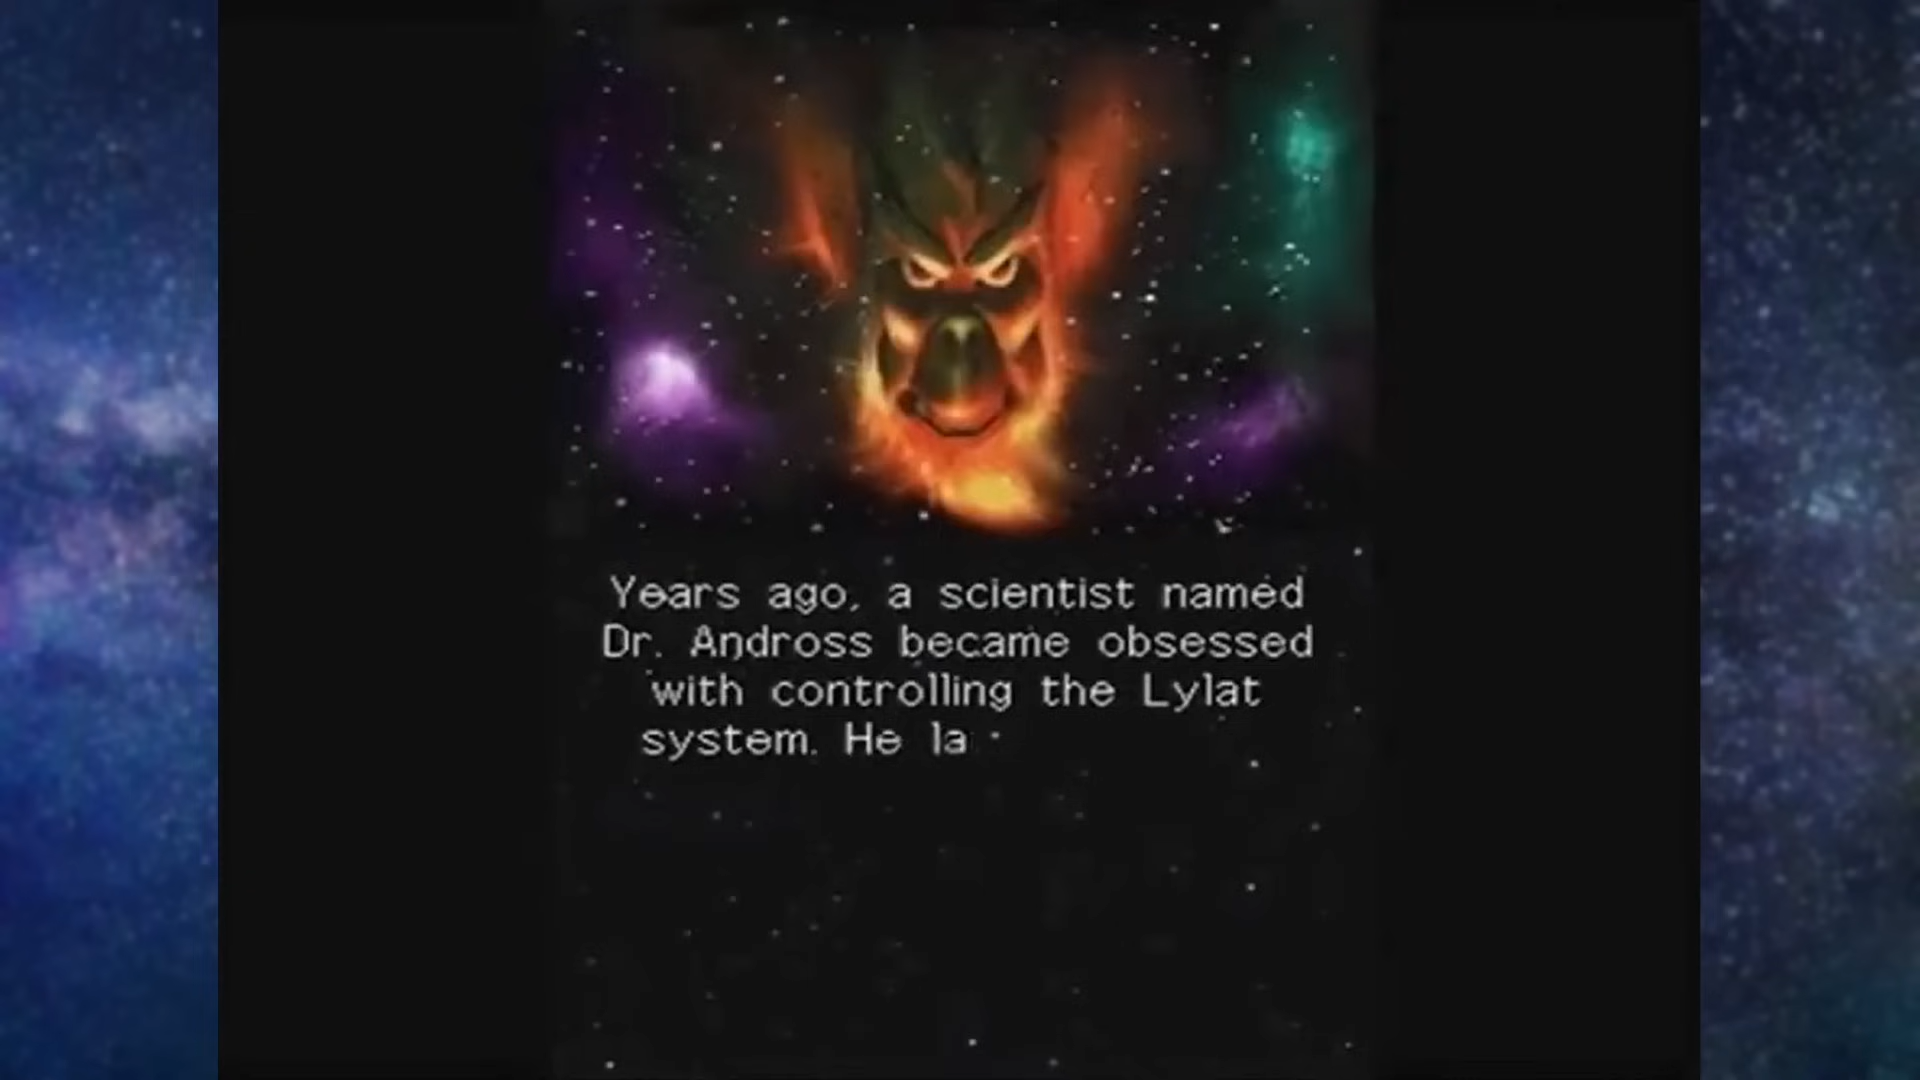 Years ago, a scientist named
Dr. Andross became obsessed
with controlling the Lylat
system. He la